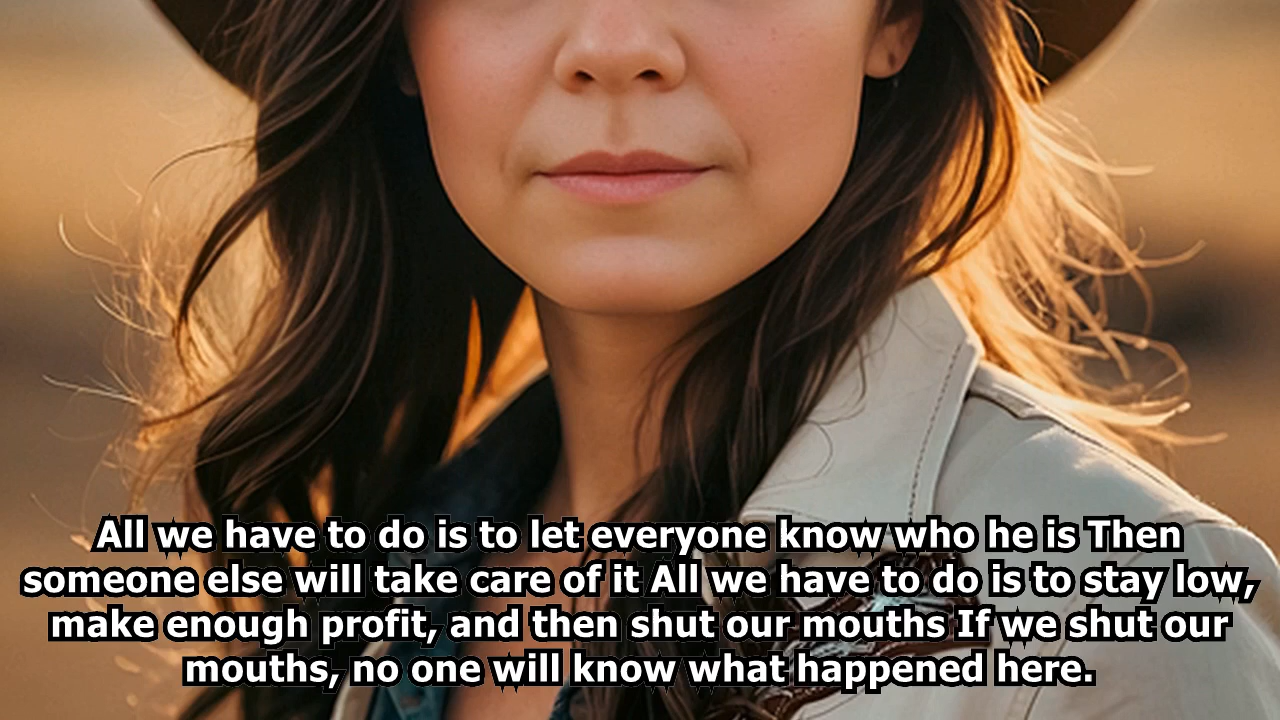 All we have to do is to let everyone know who he is Then
someone else will take care of it All we have to do is to stay low,
make enough profit, and then shut our mouths If we shut our
mouths, no one will know what happened here.